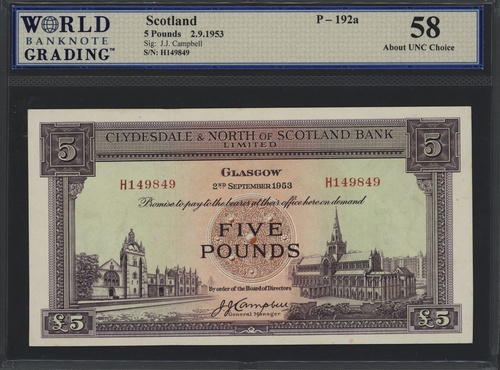 WORLD
BANKNOTE
GRADING™
Scotland
5 Pounds 2.9.1953
Sig: J.J. Campbell
S/N: H149849
P-192a
58
About UNC Choice
CLYDESDALE & NORTH OF SCOTLAND BANK
LIMITED
5
5
GLASGOW
H149849
2ND SEPTEMBER 1953
H149849
Promise to pay to the bearer at their office here on demand
FIVE
POUNDS
By order of the Board of Directors
J.J. Campbell
General Manager
£5
£5